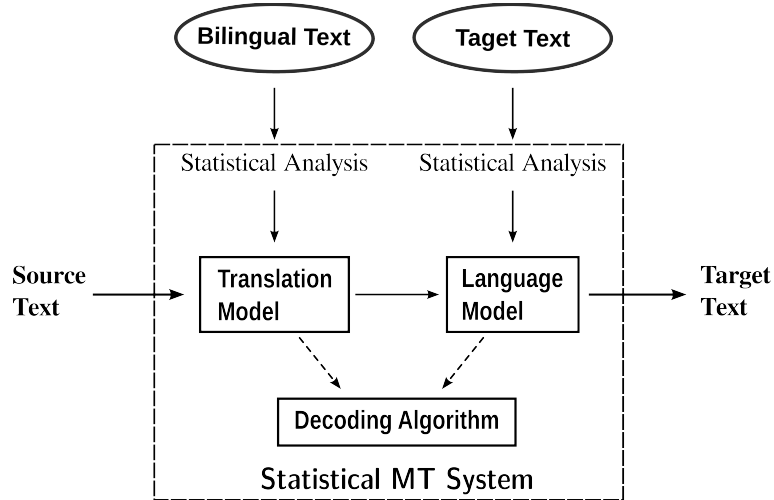 Bilingual Text
Taget Text
Statistical Analysis
Statistical Analysis
Source
Text
Translation
Model
Language
Model
Target
Text
Decoding Algorithm
Statistical MT System